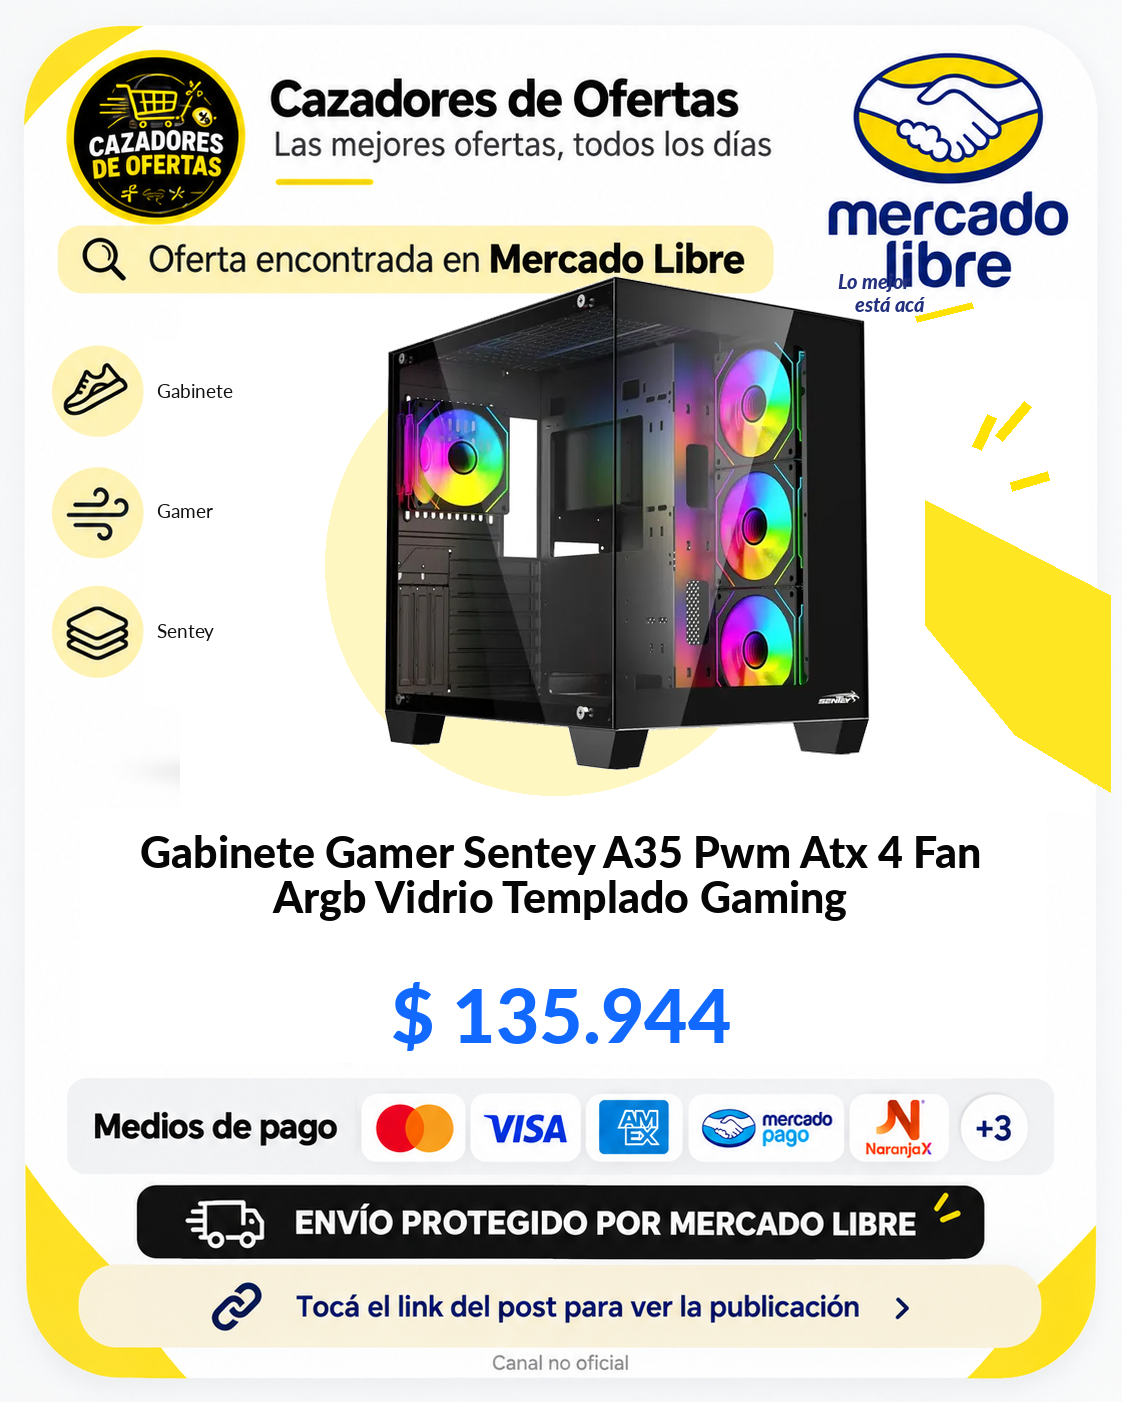 CAZADORES
DE OFERTAS
Cazadores de Ofertas
Las mejores ofertas, todos los días
mercado
libre
Lo mejor
está acá
Oferta encontrada en Mercado Libre
Gabinete
Gamer
Sentey
SENTEY
Gabinete Gamer Sentey A35 Pwm Atx 4 Fan
Argb Vidrio Templado Gaming
$ 135.944
Medios de pago
VISA
AM
EX
mercado
pago
NaranjaX
+3
ENVÍO PROTEGIDO POR MERCADO LIBRE
Tocá el link del post para ver la publicación
Canal no oficial